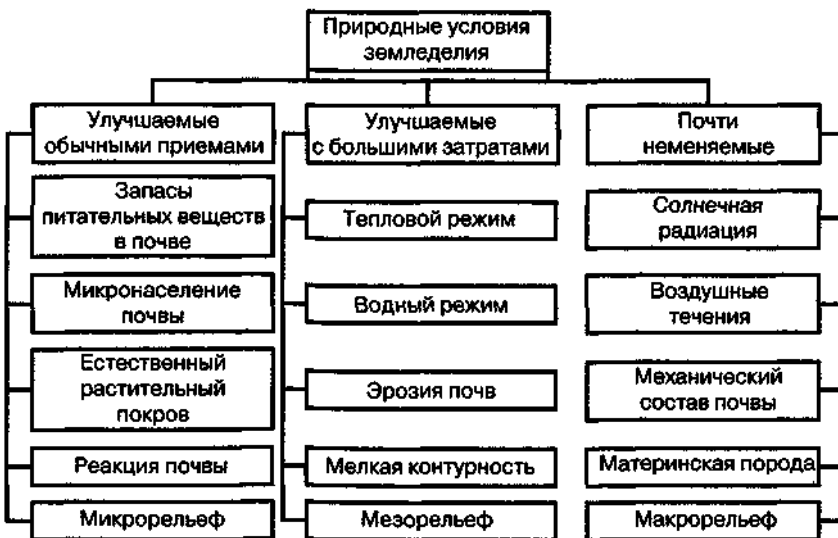 Природные условия
земледелия
Улучшаемые
обычными приемами
Запасы
питательных веществ
в почве
Микронаселение
почвы
Естественный
растительный
покров
Реакция почвы
Микрорельеф
Улучшаемые
с большими затратами
Тепловой режим
Водный режим
Эрозия почв
Мелкая контурность
Мезорельеф
Почти
неменяемые
Солнечная
радиация
Воздушные
течения
Механический
состав почвы
Материнская порода
Макрорельеф